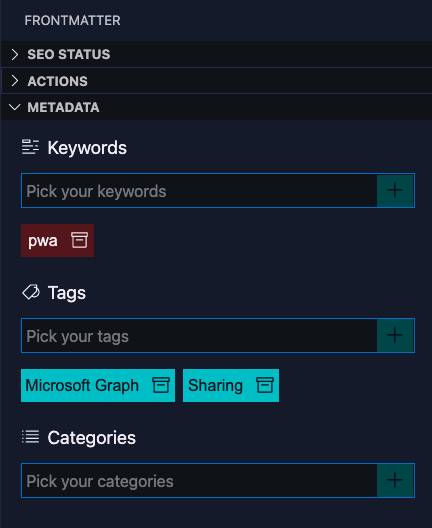 FRONTMATTER
SEO STATUS
ACTIONS
METADATA
Keywords
Pick your keywords
pwa
Tags
Pick your tags
Microsoft Graph Sharing
Categories
Pick your categories